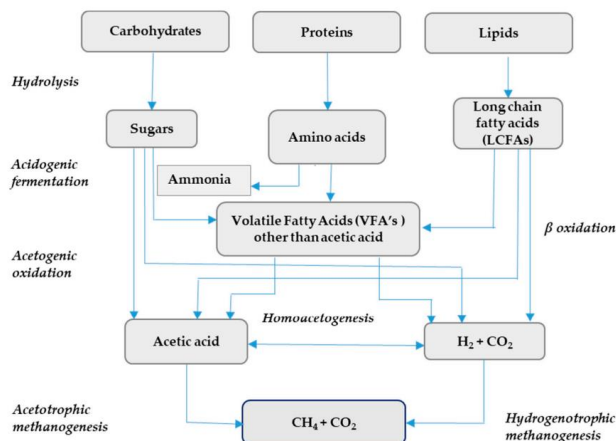 Carbohydrates
Proteins
Lipids
Hydrolysis
Sugars
Amino acids
Long chain
fatty acids
(LCFAs)
Acidogenic
fermentation
Ammonia
Volatile Fatty Acids (VFA's )
other than acetic acid
β oxidation
Acetogenic
oxidation
Homoacetogenesis
Acetic acid
H₂ + CO₂
Acetotrophic
methanogenesis
CH₄ + CO₂
Hydrogenotrophic
methanogenesis